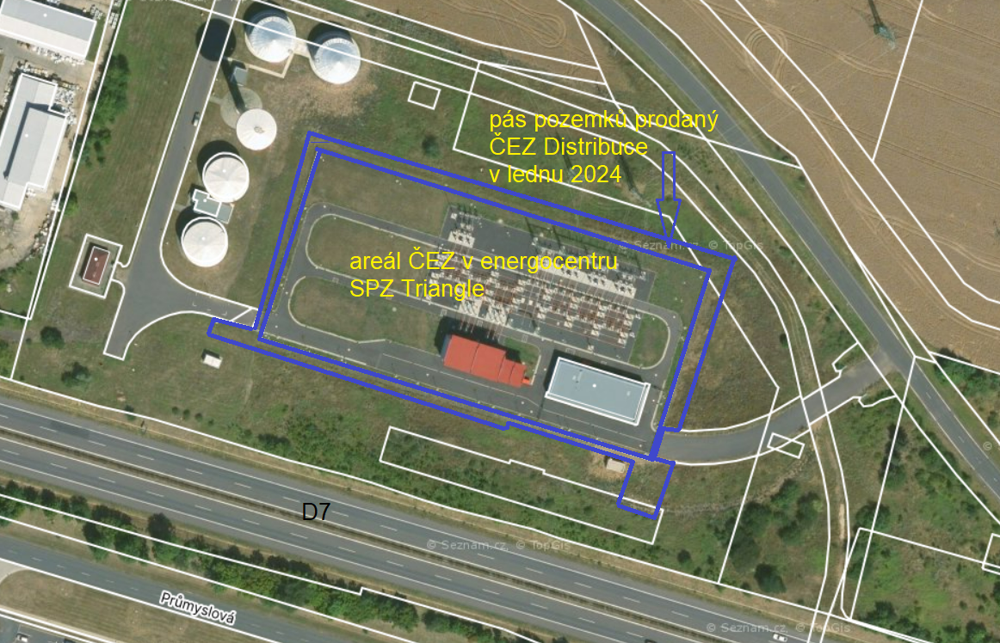 pás pozemků prodaný
ČEZ Distribuce
v lednu 2024
© Seznam.cz, © TopGis
areál ČEZ v energocentru
SPZ Triangle
D7
© Seznam.cz, © TopGis
Průmyslová
© Seznam.cz, © TopGis